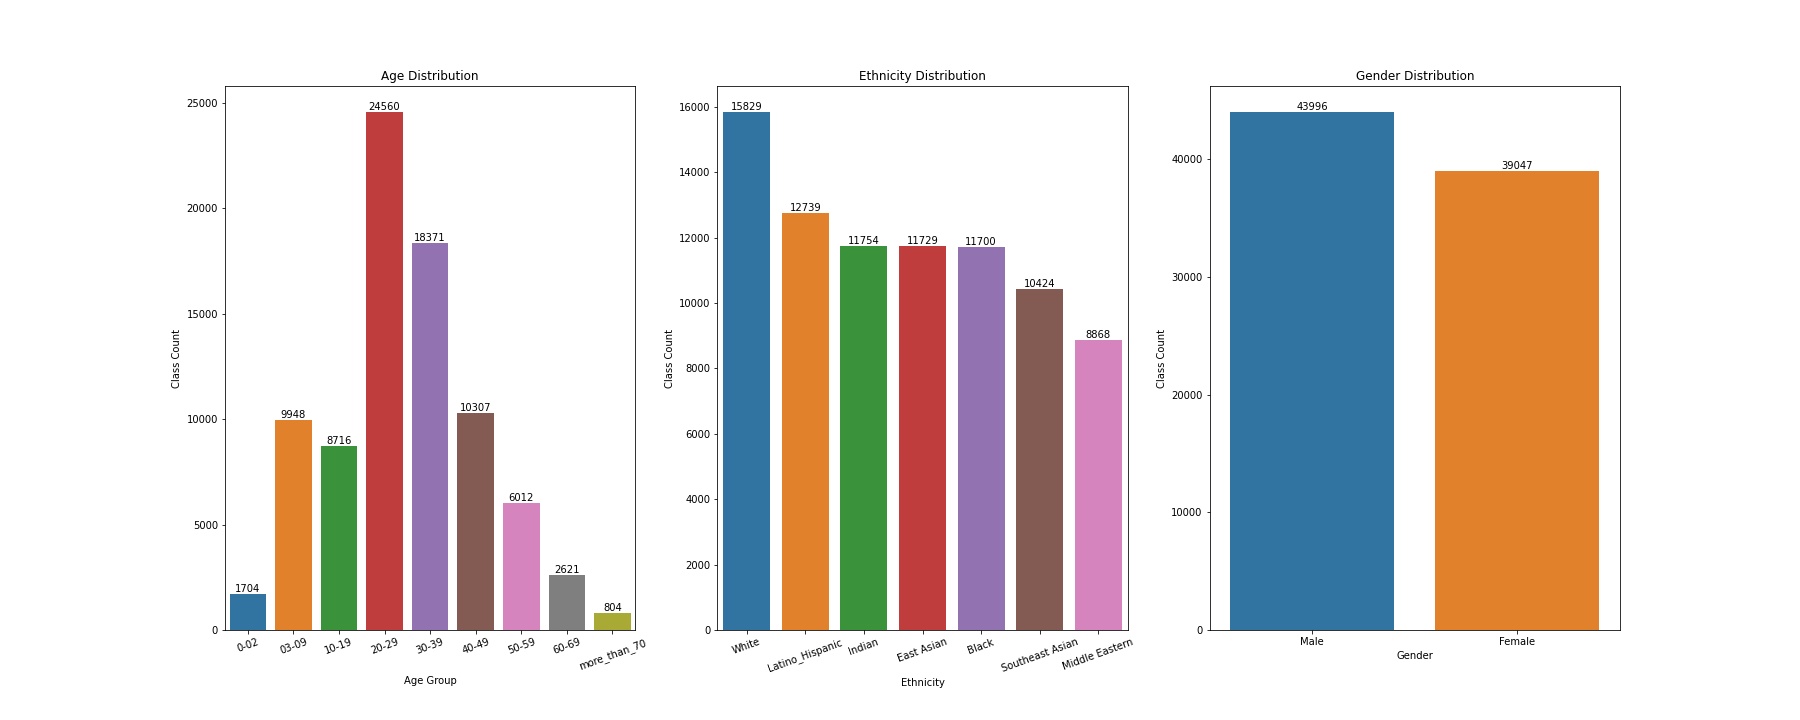 Age Distribution
25000
20000
15000
10000
5000
0
Class Count
1704
9948
8716
24560
18371
10307
6012
2621
804
0-02
03-09
10-19
20-29
30-39
40-49
50-59
60-69
more_than_70
Age Group
Ethnicity Distribution
16000
14000
12000
10000
8000
6000
4000
2000
0
Class Count
15829
12739
11754
11729
11700
10424
8868
White
Latino_Hispanic
Indian
East Asian
Black
Southeast Asian
Middle Eastern
Ethnicity
Gender Distribution
40000
30000
20000
10000
0
Class Count
43996
39047
Male
Female
Gender